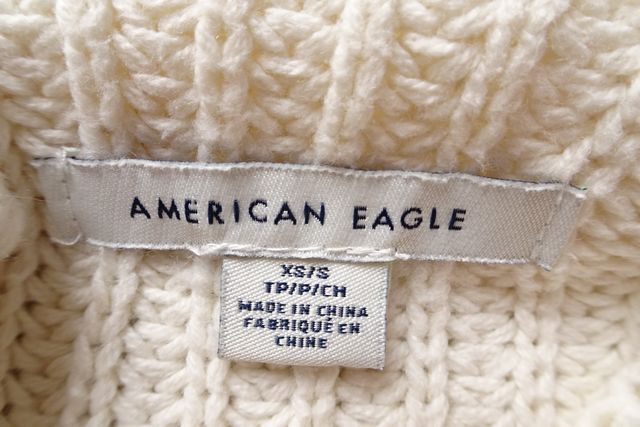 AMERICAN EAGLE
XS/S
TP/P/CH
MADE IN CHINA
FABRIQUÉ EN
CHINE